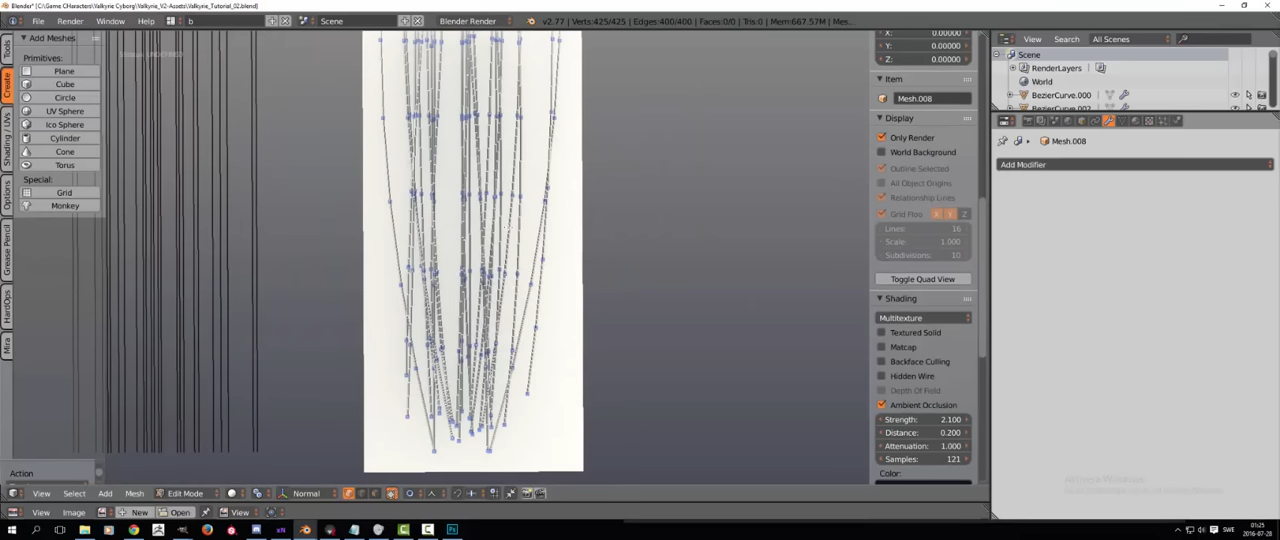 Blender* [C:\Game CHaracters\Valkyrie Cyborg\Valkyrie_V2-Assets\Valkyrie_Tutorial_02.blend]
File Render Window Help b Scene Blender Render v2.77 | Verts:425/425 | Edges:400/400 | Faces:0/0 | Tris:0 | Mem:667.57M | Mes...
Add Meshes
Primitives:
Plane
Cube
Circle
UV Sphere
Ico Sphere
Cylinder
Cone
Torus
Special:
Grid
Monkey
Tools
Create
Shading / UVs
Options
Grease Pencil
HardOps
Mira
Action
X: 0.00000
Y: 0.00000
Z: 0.00000
Item
Mesh.008
Display
Only Render
World Background
Outline Selected
All Object Origins
Relationship Lines
Grid Floo X Y Z
Lines: 16
Scale: 1.000
Subdivisions: 10
Toggle Quad View
Shading
Multitexture
Textured Solid
Matcap
Backface Culling
Hidden Wire
Depth Of Field
Ambient Occlusion
Strength: 2.100
Distance: 0.200
Attenuation: 1.000
Samples: 121
Color:
View Search All Scenes
Scene
RenderLayers
World
BezierCurve.000
BezierCurve.002
Mesh.008
Add Modifier
View Select Add Mesh Edit Mode Normal
View Image New Open View
SWE
01:25
2016-07-28